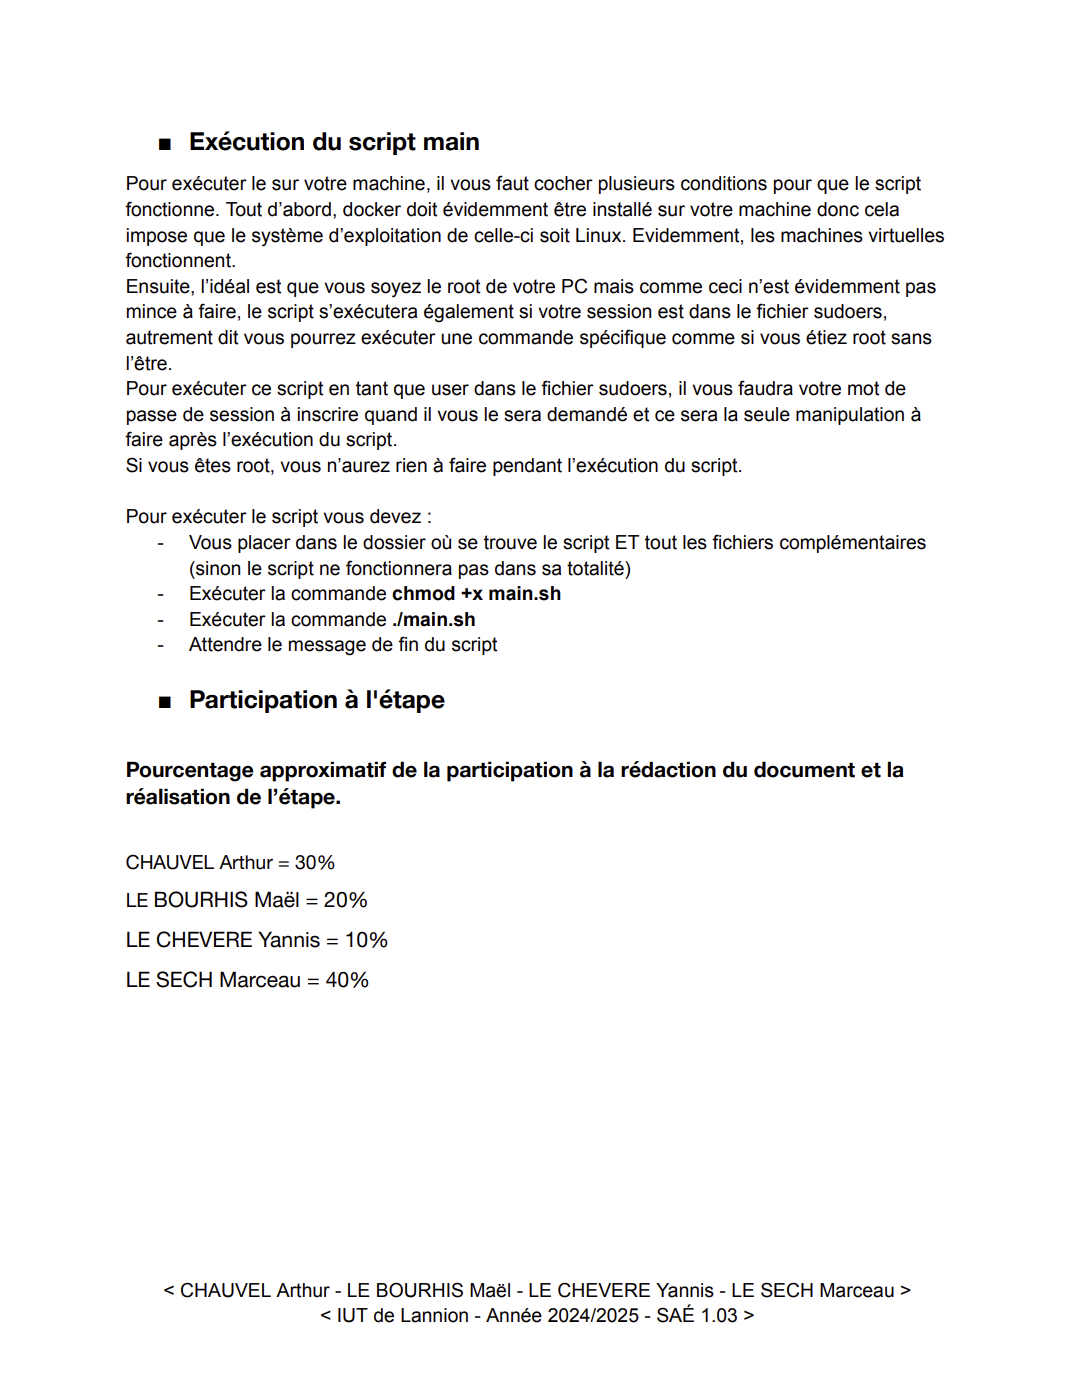 ▪ Exécution du script main
Pour exécuter le sur votre machine, il vous faut cocher plusieurs conditions pour que le script
fonctionne. Tout d’abord, docker doit évidemment être installé sur votre machine donc cela
impose que le système d’exploitation de celle-ci soit Linux. Evidemment, les machines virtuelles
fonctionnent.
Ensuite, l’idéal est que vous soyez le root de votre PC mais comme ceci n’est évidemment pas
mince à faire, le script s’exécutera également si votre session est dans le fichier sudoers,
autrement dit vous pourrez exécuter une commande spécifique comme si vous étiez root sans
l’être.
Pour exécuter ce script en tant que user dans le fichier sudoers, il vous faudra votre mot de
passe de session à inscrire quand il vous le sera demandé et ce sera la seule manipulation à
faire après l’exécution du script.
Si vous êtes root, vous n’aurez rien à faire pendant l’exécution du script.
Pour exécuter le script vous devez :
- Vous placer dans le dossier où se trouve le script ET tout les fichiers complémentaires
(sinon le script ne fonctionnera pas dans sa totalité)
- Exécuter la commande chmod +x main.sh
- Exécuter la commande ./main.sh
- Attendre le message de fin du script
▪ Participation à l'étape
Pourcentage approximatif de la participation à la rédaction du document et la
réalisation de l’étape.
CHAUVEL Arthur = 30%
LE BOURHIS Maël = 20%
LE CHEVERE Yannis = 10%
LE SECH Marceau = 40%
< CHAUVEL Arthur - LE BOURHIS Maël - LE CHEVERE Yannis - LE SECH Marceau >
< IUT de Lannion - Année 2024/2025 - SAÉ 1.03 >